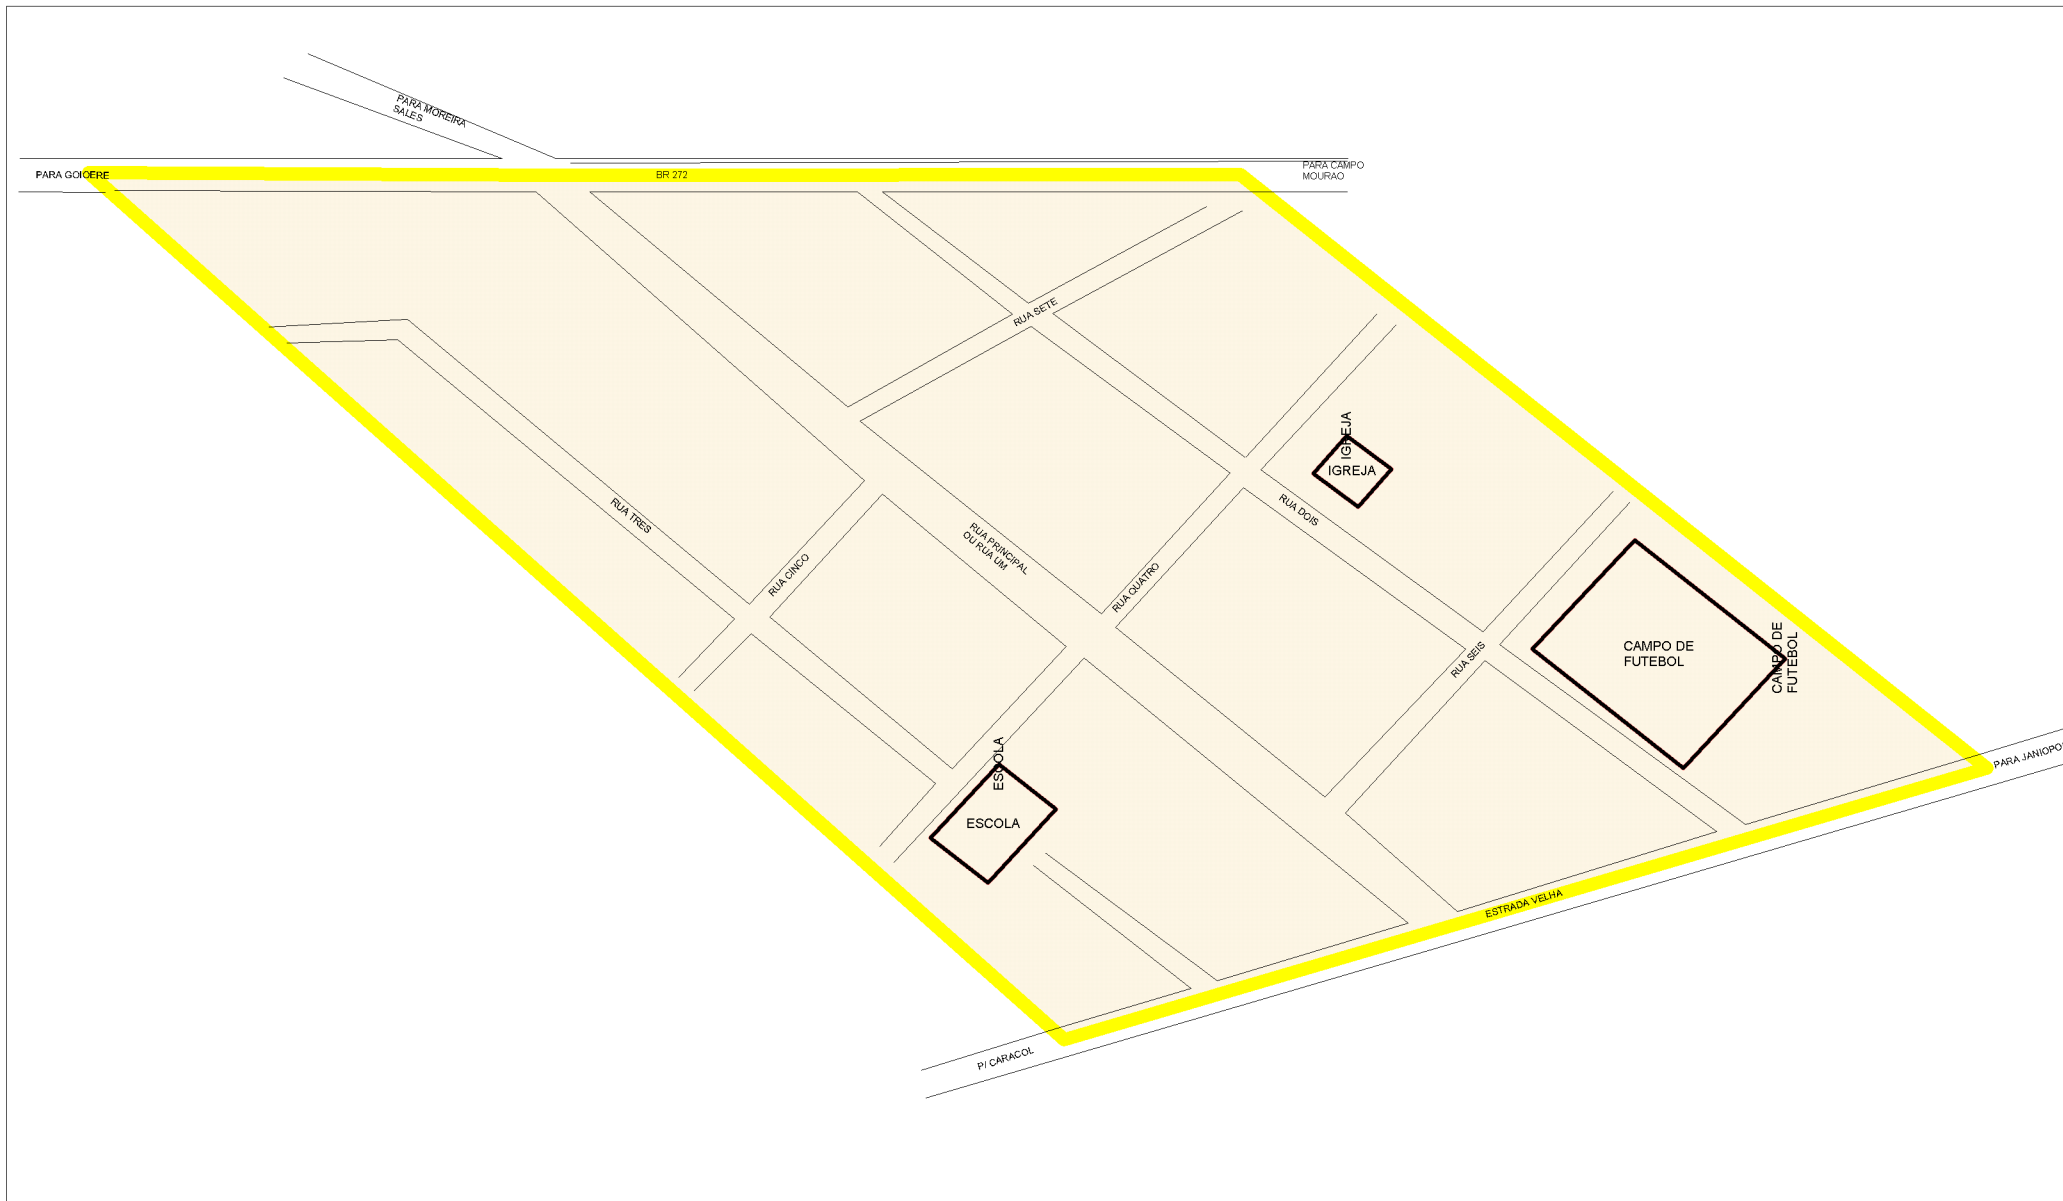 PARA MOREIRA
SALES
PARA GOIOERE
BR 272
PARA CAMPO
MOURAO
RUA SETE
IGREJA
IGREJA
RUA DOIS
RUA TRES
RUA CINCO
RUA PRINCIPAL
OU RUA UM
RUA QUATRO
RUA SEIS
CAMPO DE
FUTEBOL
CAMPO DE
FUTEBOL
ESCOLA
ESCOLA
PARA JANIOPO
ESTRADA VELHA
P/ CARACOL